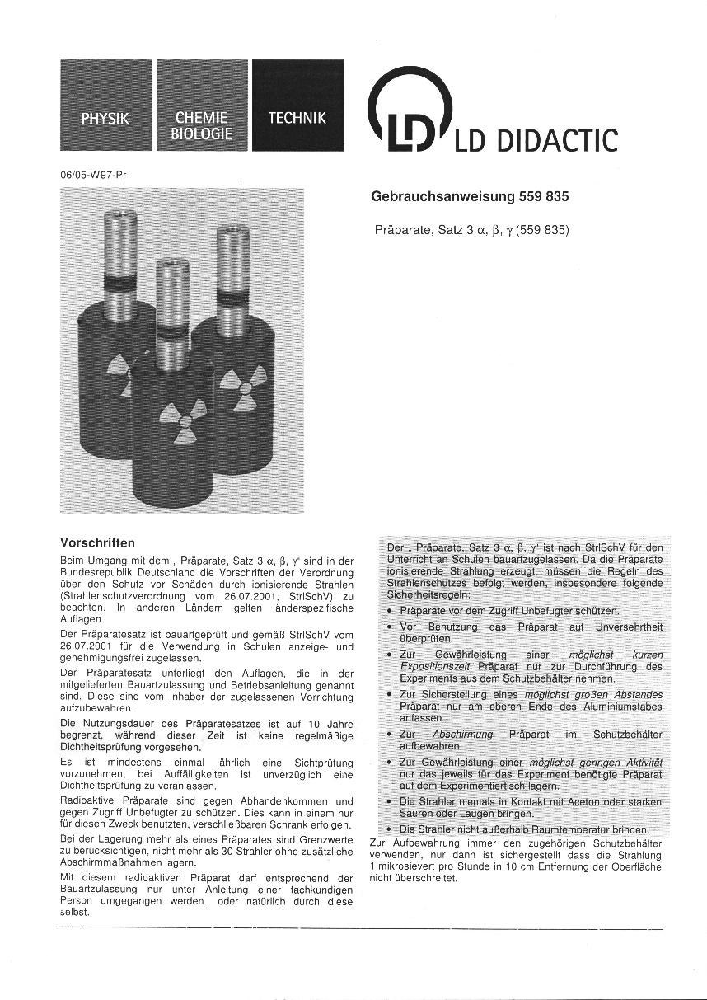 PHYSIK
CHEMIE
BIOLOGIE
TECHNIK
LD
LD DIDACTIC
06/05-W97-Pr
Gebrauchsanweisung 559 835
Präparate, Satz 3 α, β, γ (559 835)
Vorschriften
Beim Umgang mit dem „ Präparate, Satz 3 α, β, γ“ sind in der
Bundesrepublik Deutschland die Vorschriften der Verordnung
über den Schutz vor Schäden durch ionisierende Strahlen
(Strahlenschutzverordnung vom 26.07.2001, StrlSchV) zu
beachten. In anderen Ländern gelten länderspezifische
Auflagen.
Der Präparatesatz ist bauartgeprüft und gemäß StrlSchV vom
26.07.2001 für die Verwendung in Schulen anzeige- und
genehmigungsfrei zugelassen.
Der Präparatesatz unterliegt den Auflagen, die in der
mitgelieferten Bauartzulassung und Betriebsanleitung genannt
sind. Diese sind vom Inhaber der zugelassenen Vorrichtung
aufzubewahren.
Die Nutzungsdauer des Präparatesatzes ist auf 10 Jahre
begrenzt, während dieser Zeit ist keine regelmäßige
Dichtheitsprüfung vorgesehen.
Es ist mindestens einmal jährlich eine Sichtprüfung
vorzunehmen, bei Auffälligkeiten ist unverzüglich eine
Dichtheitsprüfung zu veranlassen.
Radioaktive Präparate sind gegen Abhandenkommen und
gegen Zugriff Unbefugter zu schützen. Dies kann in einem nur
für diesen Zweck benutzten, verschließbaren Schrank erfolgen.
Bei der Lagerung mehr als eines Präparates sind Grenzwerte
zu berücksichtigen, nicht mehr als 30 Strahler ohne zusätzliche
Abschirmmaßnahmen lagern.
Mit diesem radioaktiven Präparat darf entsprechend der
Bauartzulassung nur unter Anleitung einer fachkundigen
Person umgegangen werden., oder natürlich durch diese
selbst.
Der „ Präparate, Satz 3 α, β, γ“ ist nach StrlSchV für den
Unterricht an Schulen bauartzugelassen. Da die Präparate
ionisierende Strahlung erzeugt, müssen die Regeln des
Strahlenschutzes befolgt werden, insbesondere folgende
Sicherheitsregeln:
• Präparate vor dem Zugriff Unbefugter schützen.
• Vor Benutzung das Präparat auf Unversehrtheit
überprüfen.
• Zur Gewährleistung einer möglichst kurzen
Expositionszeit Präparat nur zur Durchführung des
Experiments aus dem Schutzbehälter nehmen.
• Zur Sicherstellung eines möglichst großen Abstandes
Präparat nur am oberen Ende des Aluminiumstabes
anfassen.
• Zur Abschirmung Präparat im Schutzbehälter
aufbewahren.
• Zur Gewährleistung einer möglichst geringen Aktivität
nur das jeweils für das Experiment benötigte Präparat
auf dem Experimentiertisch lagern.
• Die Strahler niemals in Kontakt mit Aceton oder starken
Säuren oder Laugen bringen.
• Die Strahler nicht außerhalb Raumtemperatur bringen.
Zur Aufbewahrung immer den zugehörigen Schutzbehälter
verwenden, nur dann ist sichergestellt dass die Strahlung
1 mikrosievert pro Stunde in 10 cm Entfernung der Oberfläche
nicht überschreitet.